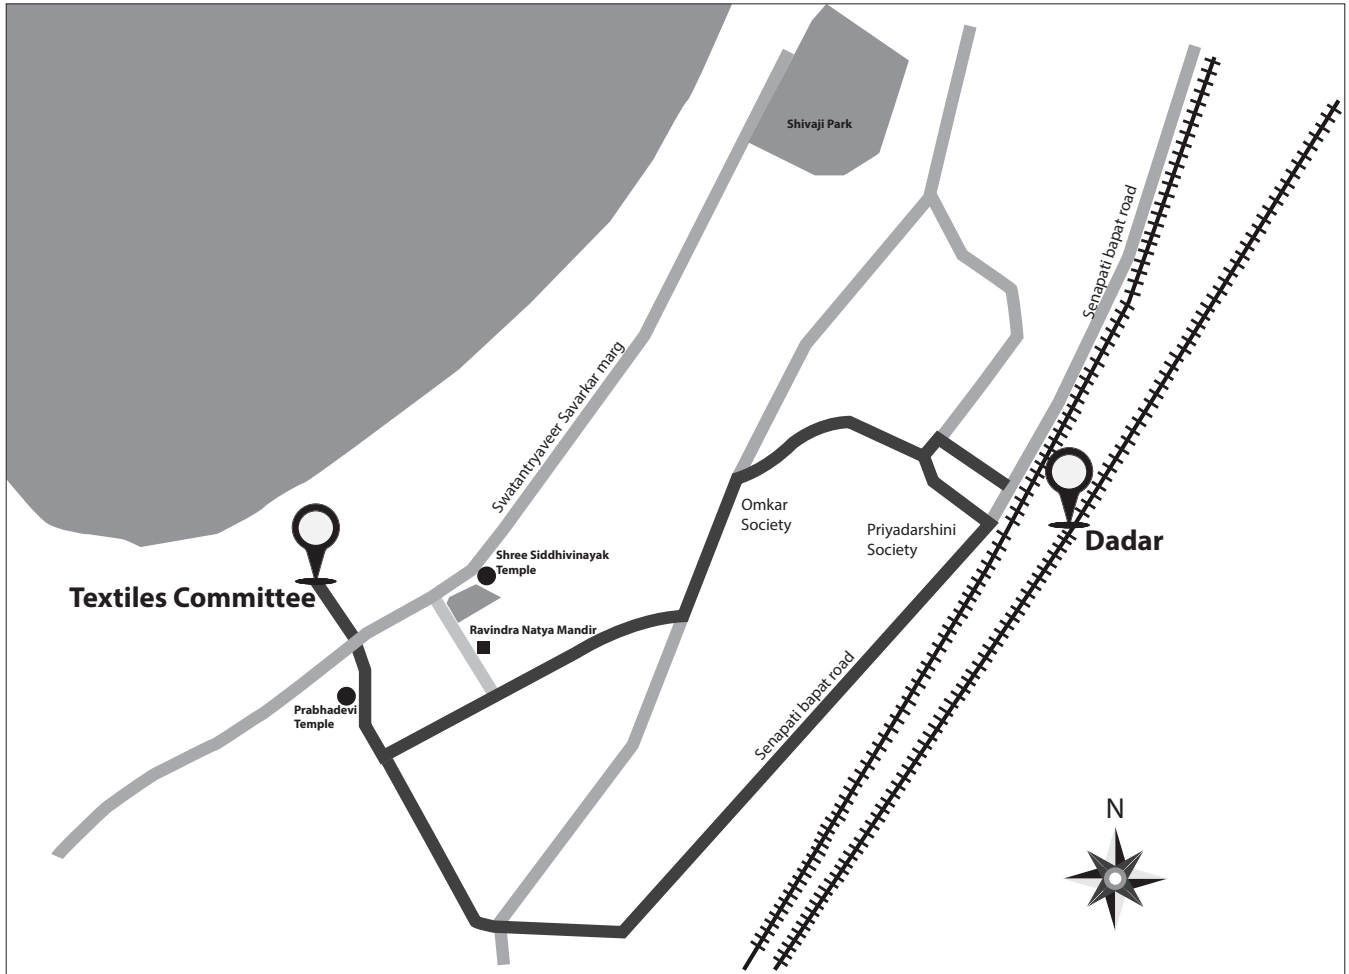 Shivaji Park
Senapati bapat road
Swatantryaveer Savarkar marg
Omkar
Society
Priyadarshini
Society
Dadar
Shree Siddhivinayak
Temple
Textiles Committee
Ravindra Natya Mandir
Prabhadevi
Temple
Senapati bapat road
N